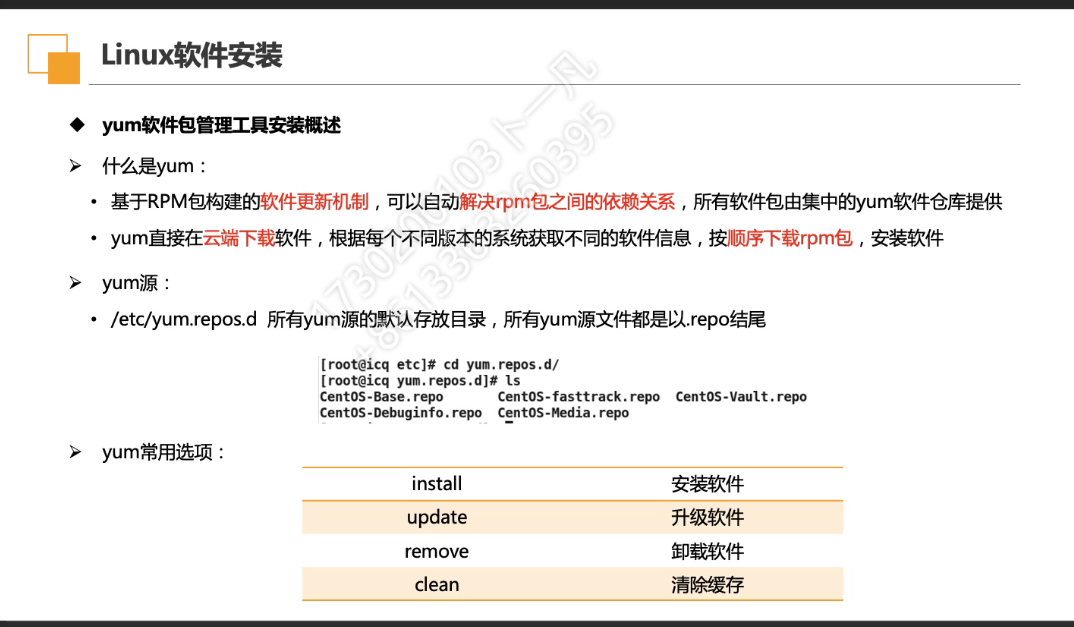 Linux软件安装
◆ yum软件包管理工具安装概述
➢ 什么是yum：
• 基于RPM包构建的软件更新机制，可以自动解决rpm包之间的依赖关系，所有软件包由集中的yum软件仓库提供
• yum直接在云端下载软件，根据每个不同版本的系统获取不同的软件信息，按顺序下载rpm包，安装软件
➢ yum源：
• /etc/yum.repos.d 所有yum源的默认存放目录，所有yum源文件都是以.repo结尾
[root@icq etc]# cd yum.repos.d/
[root@icq yum.repos.d]# ls
CentOS-Base.repo CentOS-fasttrack.repo CentOS-Vault.repo
CentOS-Debuginfo.repo CentOS-Media.repo
➢ yum常用选项：
install 安装软件
update 升级软件
remove 卸载软件
clean 清除缓存